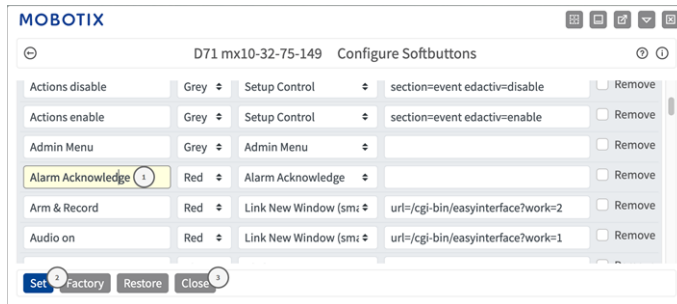 MOBOTIX
D71 mx10-32-75-149 Configure Softbuttons
Actions disable Grey Setup Control section=event edactiv=disable Remove
Actions enable Grey Setup Control section=event edactiv=enable Remove
Admin Menu Grey Admin Menu Remove
Alarm Acknowledge 1 Red Alarm Acknowledge Remove
Arm & Record Red Link New Window (sma url=/cgi-bin/easyinterface?work=2 Remove
Audio on Red Link New Window (sma url=/cgi-bin/easyinterface?work=1 Remove
Set 2 Factory Restore Close 3